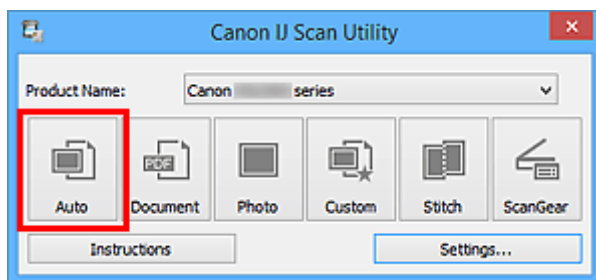 Canon IJ Scan Utility
Product Name: Canon series
PDF
Auto Document Photo Custom Stitch ScanGear
Instructions Settings...